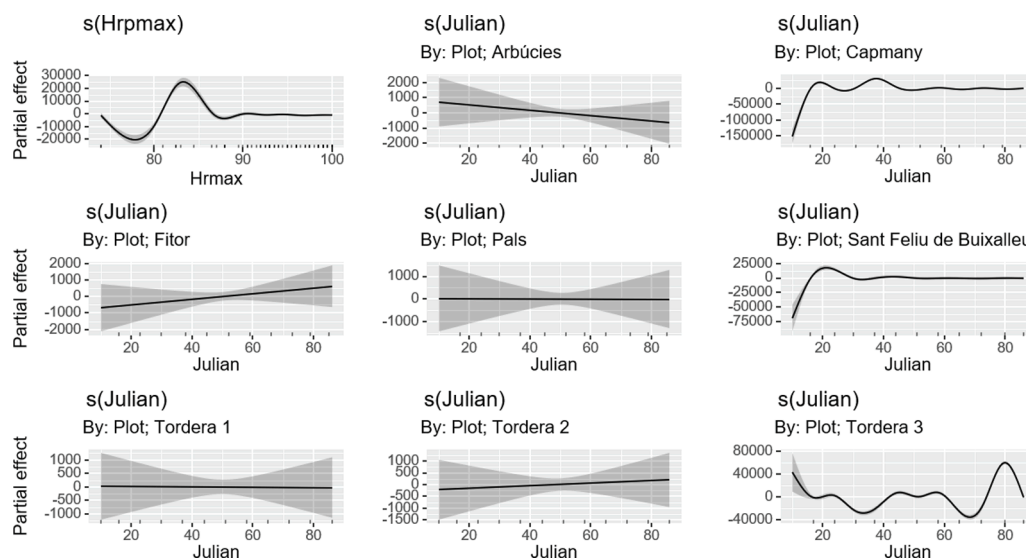 s(Hrpmax)
Partial effect
30000
20000
10000
0
-10000
-20000
80
90
100
Hrmax
s(Julian)
By: Plot; Arbúcies
2000
1000
0
-1000
-2000
20
40
60
80
Julian
s(Julian)
By: Plot; Capmany
0
-50000
-100000
-150000
20
40
60
80
Julian
s(Julian)
By: Plot; Fitor
Partial effect
2000
1000
0
-1000
-2000
20
40
60
80
Julian
s(Julian)
By: Plot; Pals
1000
0
-1000
20
40
60
80
Julian
s(Julian)
By: Plot; Sant Feliu de Buixalleu
25000
0
-25000
-50000
-75000
20
40
60
80
Julian
s(Julian)
By: Plot; Tordera 1
Partial effect
1000
500
0
-500
-1000
20
40
60
80
Julian
s(Julian)
By: Plot; Tordera 2
1000
500
0
-500
-1000
-1500
20
40
60
80
Julian
s(Julian)
By: Plot; Tordera 3
80000
40000
0
-40000
20
40
60
80
Julian